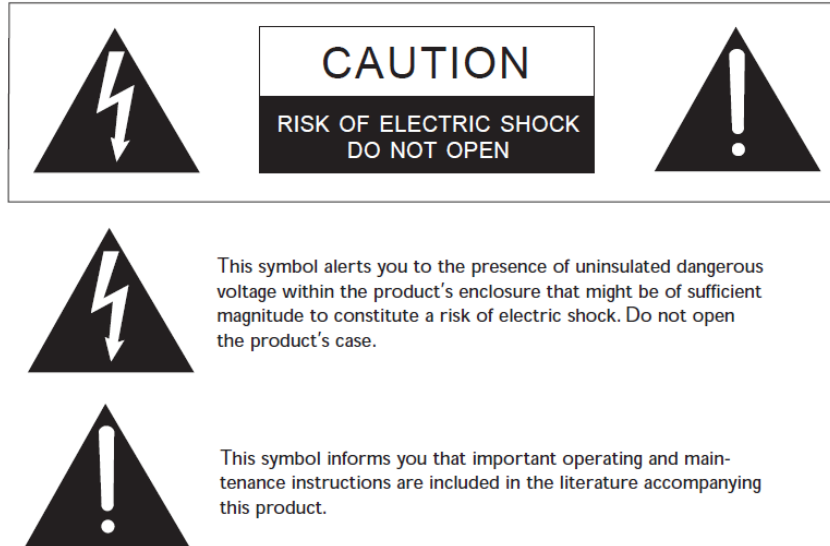 CAUTION
RISK OF ELECTRIC SHOCK
DO NOT OPEN
This symbol alerts you to the presence of uninsulated dangerous
voltage within the product's enclosure that might be of sufficient
magnitude to constitute a risk of electric shock. Do not open
the product's case.
This symbol informs you that important operating and main-
tenance instructions are included in the literature accompanying
this product.